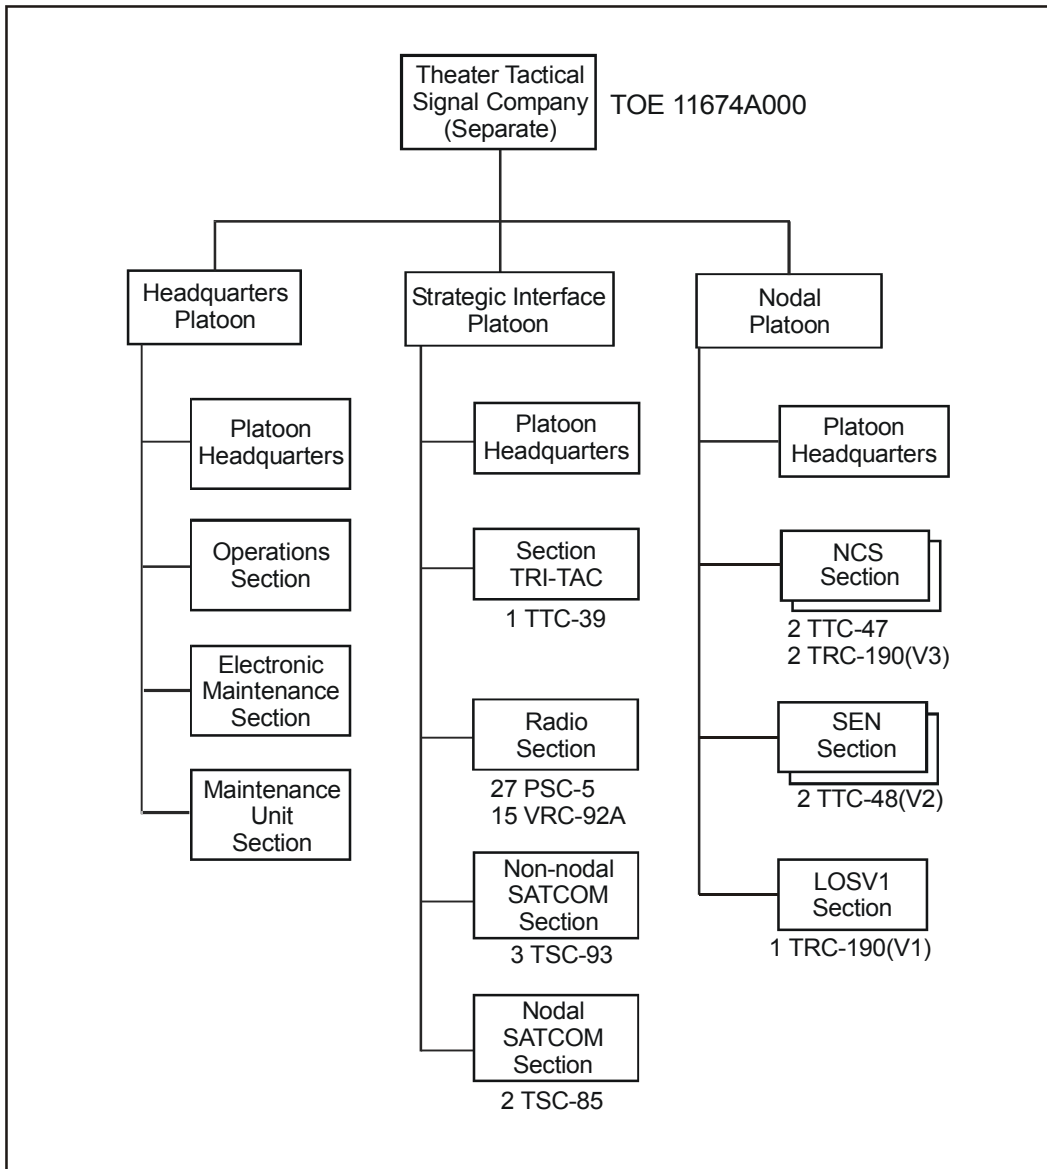 Theater Tactical
Signal Company
(Separate)
TOE 11674A000
Headquarters
Platoon
Platoon
Headquarters
Operations
Section
Electronic
Maintenance
Section
Maintenance
Unit
Section
Strategic Interface
Platoon
Platoon
Headquarters
Section
TRI-TAC
1 TTC-39
Radio
Section
27 PSC-5
15 VRC-92A
Non-nodal
SATCOM
Section
3 TSC-93
Nodal
SATCOM
Section
2 TSC-85
Nodal
Platoon
Platoon
Headquarters
NCS
Section
2 TTC-47
2 TRC-190(V3)
SEN
Section
2 TTC-48(V2)
LOSV1
Section
1 TRC-190(V1)